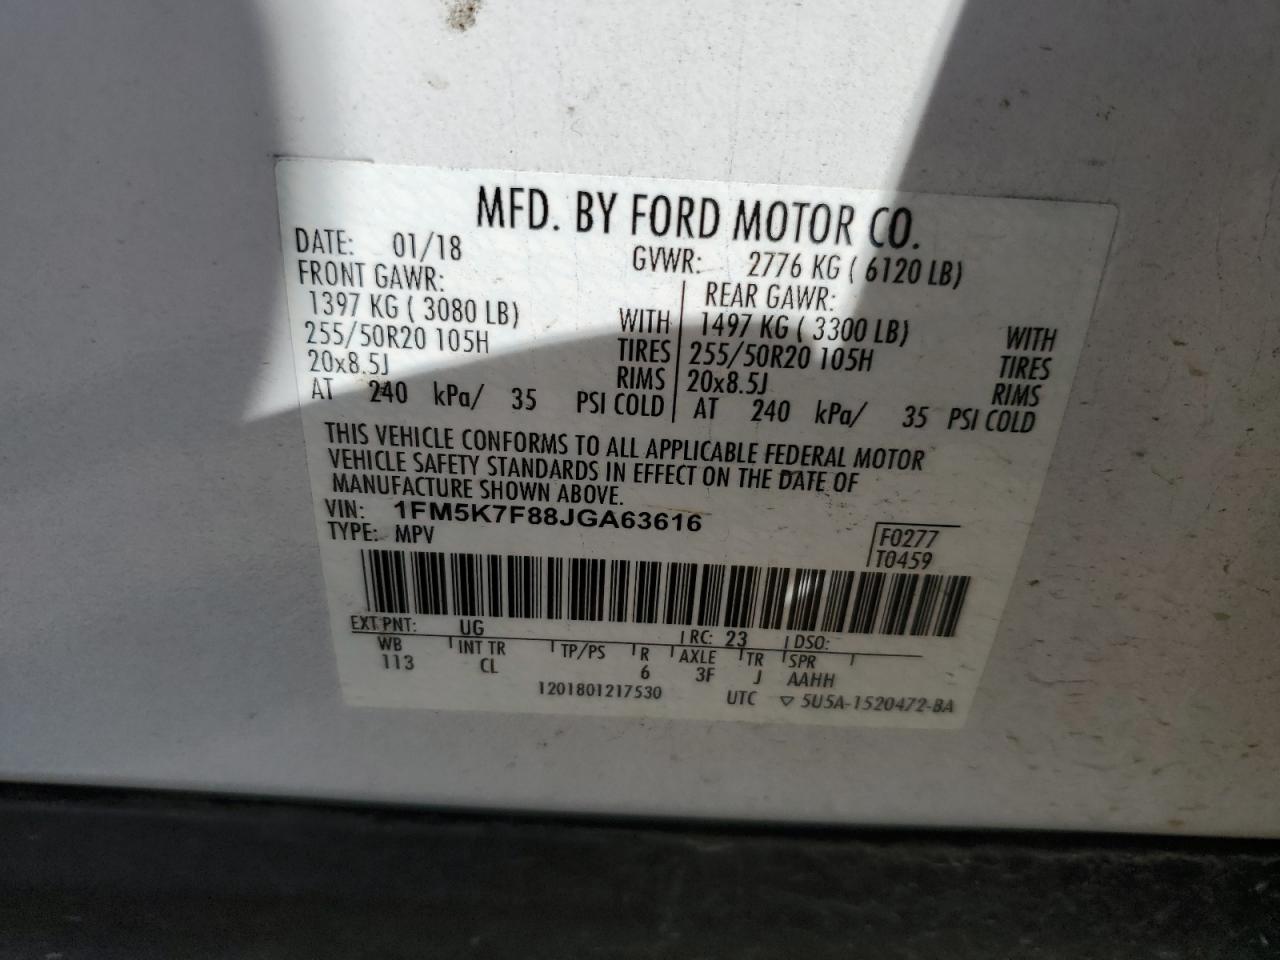 MFD. BY FORD MOTOR CO.
DATE: 01/18 GVWR: 2776 KG ( 6120 LB)
FRONT GAWR: REAR GAWR:
1397 KG ( 3080 LB) WITH 1497 KG ( 3300 LB) WITH
255/50R20 105H TIRES 255/50R20 105H TIRES
20x8.5J RIMS 20x8.5J RIMS
AT 240 kPa/ 35 PSI COLD AT 240 kPa/ 35 PSI COLD
THIS VEHICLE CONFORMS TO ALL APPLICABLE FEDERAL MOTOR
VEHICLE SAFETY STANDARDS IN EFFECT ON THE DATE OF
MANUFACTURE SHOWN ABOVE.
VIN: 1FM5K7F88JGA63616
TYPE: MPV
F0277
T0459
EXT PNT: UG RC: 23 DSO:
WB INT TR TP/PS R AXLE TR SPR
113 CL 6 3F J AAHH
1201801217530 UTC ▽ 5U5A-1520472-BA